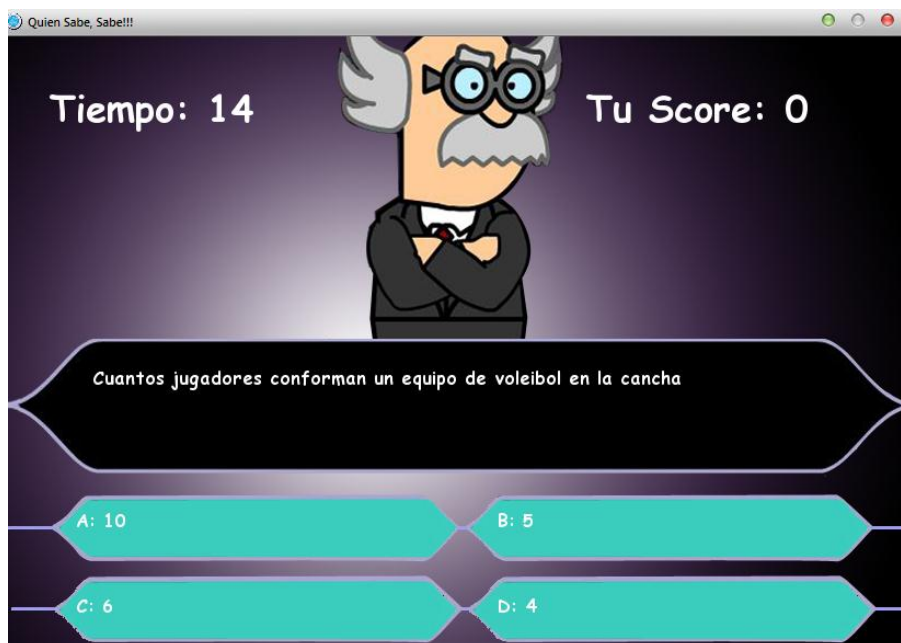 Quien Sabe, Sabe!!!
Tiempo: 14
Tu Score: 0
Cuantos jugadores conforman un equipo de voleibol en la cancha
A: 10
B: 5
C: 6
D: 4